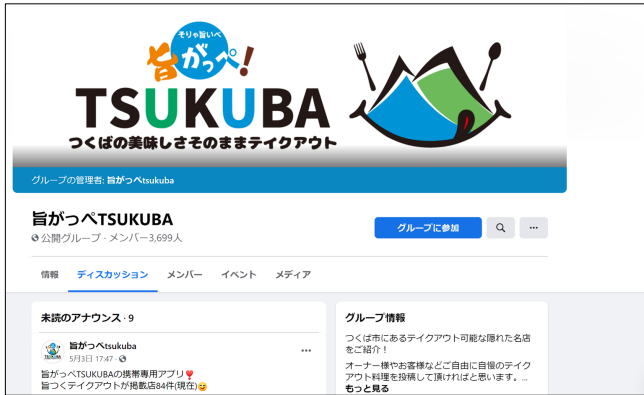 そりゃ旨いべ
旨がっぺ!
TSUKUBA
つくばの美味しさそのままテイクアウト
グループの管理者: 旨がっぺtsukuba
旨がっぺTSUKUBA
公開グループ · メンバー3,699人
グループに参加
情報 ディスカッション メンバー イベント メディア
未読のアナウンス · 9
旨がっぺtsukuba
5月3日 17:47 ·
旨がっペTSUKUBAの携帯専用アプリ❣
旨つくテイクアウトが掲載店84件(現在)😊
グループ情報
つくば市にあるテイクアウト可能な隠れた名店
をご紹介！
オーナー様やお客様などご自由に自慢のテイク
アウト料理を投稿して頂ければと思います。...
もっと見る